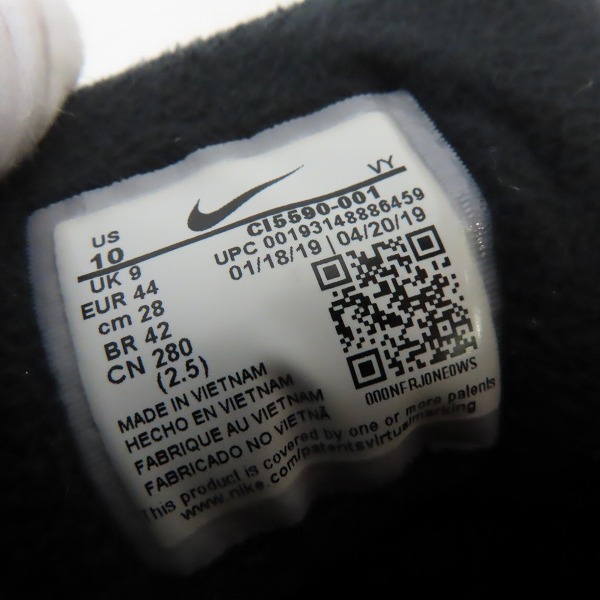 US
10
UK 9
EUR 44
cm 28
BR 42
CN 280
(2.5)
VY
CI5590-001
UPC 00193148886459
01/18/19 | 04/20/19
000NFRJ0NE0WS
MADE IN VIETNAM
HECHO EN VIETNAM
FABRIQUE AU VIETNAM
FABRICADO NO VIETNÃ
This product is covered by one or more patents
www.nike.com/patentsvirtualmarking